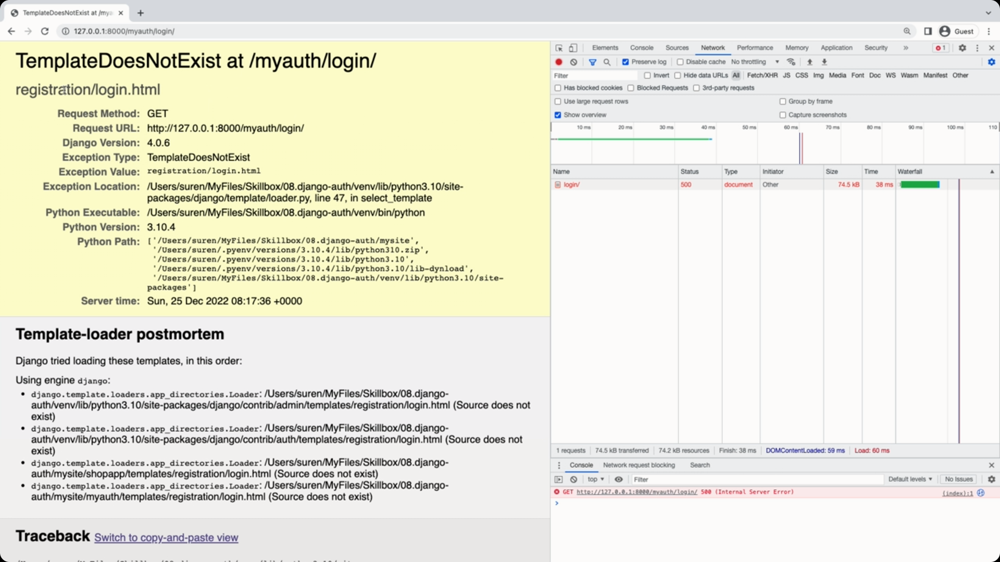 TemplateDoesNotExist at /mya
127.0.0.1:8000/myauth/login/
Guest
TemplateDoesNotExist at /myauth/login/
registration/login.html
Request Method: GET
Request URL: http://127.0.0.1:8000/myauth/login/
Django Version: 4.0.6
Exception Type: TemplateDoesNotExist
Exception Value: registration/login.html
Exception Location: /Users/suren/MyFiles/Skillbox/08.django-auth/venv/lib/python3.10/site-
packages/django/template/loader.py, line 47, in select_template
Python Executable: /Users/suren/MyFiles/Skillbox/08.django-auth/venv/bin/python
Python Version: 3.10.4
Python Path: ['/Users/suren/MyFiles/Skillbox/08.django-auth/mysite',
'/Users/suren/.pyenv/versions/3.10.4/lib/python310.zip',
'/Users/suren/.pyenv/versions/3.10.4/lib/python3.10',
'/Users/suren/.pyenv/versions/3.10.4/lib/python3.10/lib-dynload',
'/Users/suren/MyFiles/Skillbox/08.django-auth/venv/lib/python3.10/site-
packages']
Server time: Sun, 25 Dec 2022 08:17:36 +0000
Template-loader postmortem
Django tried loading these templates, in this order:
Using engine django:
• django.template.loaders.app_directories.Loader: /Users/suren/MyFiles/Skillbox/08.django-
auth/venv/lib/python3.10/site-packages/django/contrib/admin/templates/registration/login.html (Source does not
exist)
• django.template.loaders.app_directories.Loader: /Users/suren/MyFiles/Skillbox/08.django-
auth/venv/lib/python3.10/site-packages/django/contrib/auth/templates/registration/login.html (Source does not
exist)
• django.template.loaders.app_directories.Loader: /Users/suren/MyFiles/Skillbox/08.django-
auth/mysite/shopapp/templates/registration/login.html (Source does not exist)
• django.template.loaders.app_directories.Loader: /Users/suren/MyFiles/Skillbox/08.django-
auth/mysite/myauth/templates/registration/login.html (Source does not exist)
Traceback Switch to copy-and-paste view
Elements Console Sources Network Performance Memory Application Security » 1
Preserve log Disable cache No throttling
Filter Invert Hide data URLs All Fetch/XHR JS CSS Img Media Font Doc WS Wasm Manifest Other
Has blocked cookies Blocked Requests 3rd-party requests
Use large request rows Group by frame
Show overview Capture screenshots
10 ms 20 ms 30 ms 40 ms 50 ms 60 ms 70 ms 80 ms 90 ms 100 ms 110
Name Status Type Initiator Size Time Waterfall
login/ 500 document Other 74.5 kB 38 ms
1 requests 74.5 kB transferred 74.2 kB resources Finish: 38 ms DOMContentLoaded: 59 ms Load: 60 ms
Console Network request blocking Search
top Filter Default levels No Issues
GET http://127.0.0.1:8000/myauth/login/ 500 (Internal Server Error) (index):1